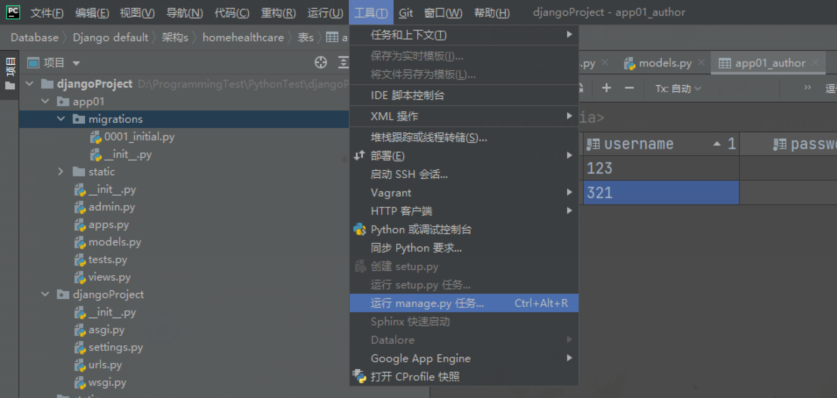 PC 文件(F) 编辑(E) 视图(V) 导航(N) 代码(C) 重构(R) 运行(U) 工具(T) Git 窗口(W) 帮助(H) djangoProject - app01_author
Database Django default 架构s homehealthcare 表s
项目 .py models.py app01_author
项目
djangoProject D:\ProgrammingTest\PythonTest\djangoP
app01
migrations
0001_initial.py
__init__.py
static
__init__.py
admin.py
apps.py
models.py
tests.py
views.py
djangoProject
__init__.py
asgi.py
settings.py
urls.py
wsgi.py
任务和上下文(T)
保存为实时模板(I)...
将文件另存为模板(L)...
IDE 脚本控制台
XML 操作
堆栈跟踪或线程转储(S)...
部署(E)
启动 SSH 会话...
Vagrant
HTTP 客户端
Python 或调试控制台
同步 Python 要求...
创建 setup.py
运行 setup.py 任务...
运行 manage.py 任务... Ctrl+Alt+R
Sphinx 快速启动
Datalore
Google App Engine
打开 CProfile 快照
Tx: 自动
username 1 passw
123
321